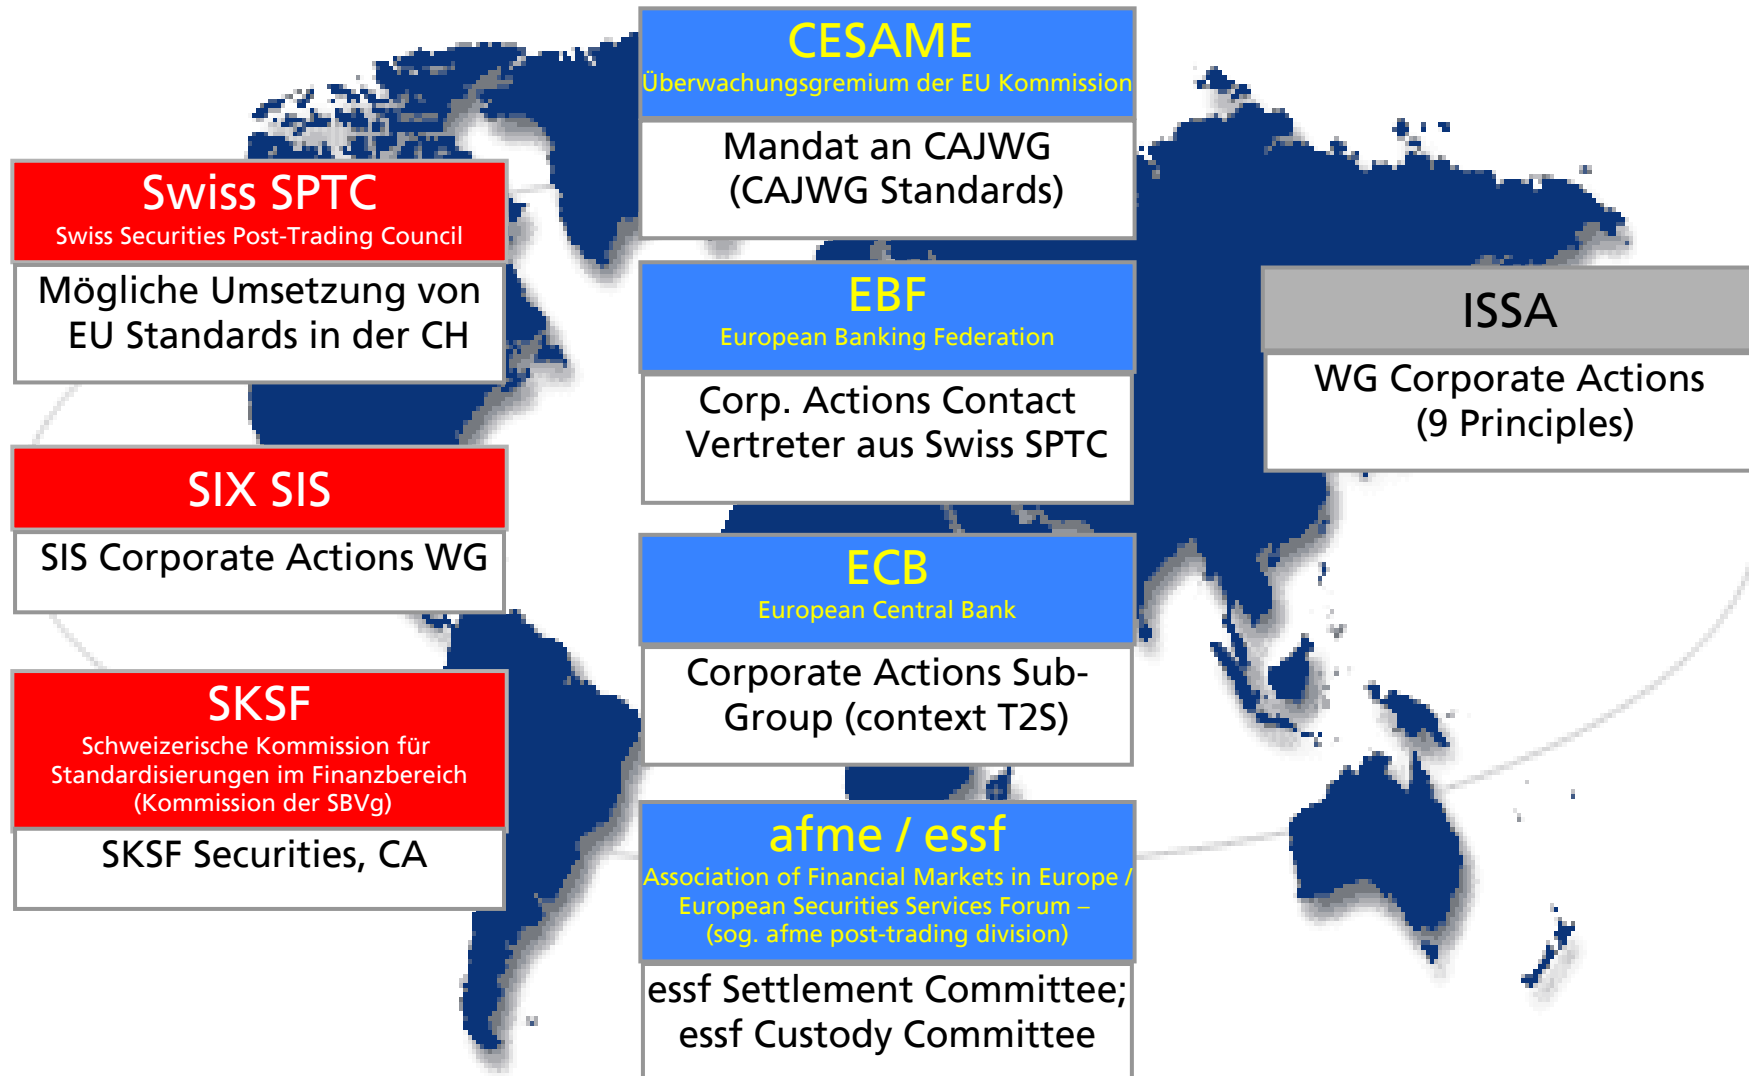 Swiss SPTC
Swiss Securities Post-Trading Council
Mögliche Umsetzung von
EU Standards in der CH
SIX SIS
SIS Corporate Actions WG
SKSF
Schweizerische Kommission für
Standardisierungen im Finanzbereich
(Kommission der SBVg)
SKSF Securities, CA
CESAME
Überwachungsgremium der EU Kommission
Mandat an CAJWG
(CAJWG Standards)
EBF
European Banking Federation
Corp. Actions Contact
Vertreter aus Swiss SPTC
ECB
European Central Bank
Corporate Actions Sub-
Group (context T2S)
afme / essf
Association of Financial Markets in Europe /
European Securities Services Forum –
(sog. afme post-trading division)
essf Settlement Committee;
essf Custody Committee
ISSA
WG Corporate Actions
(9 Principles)